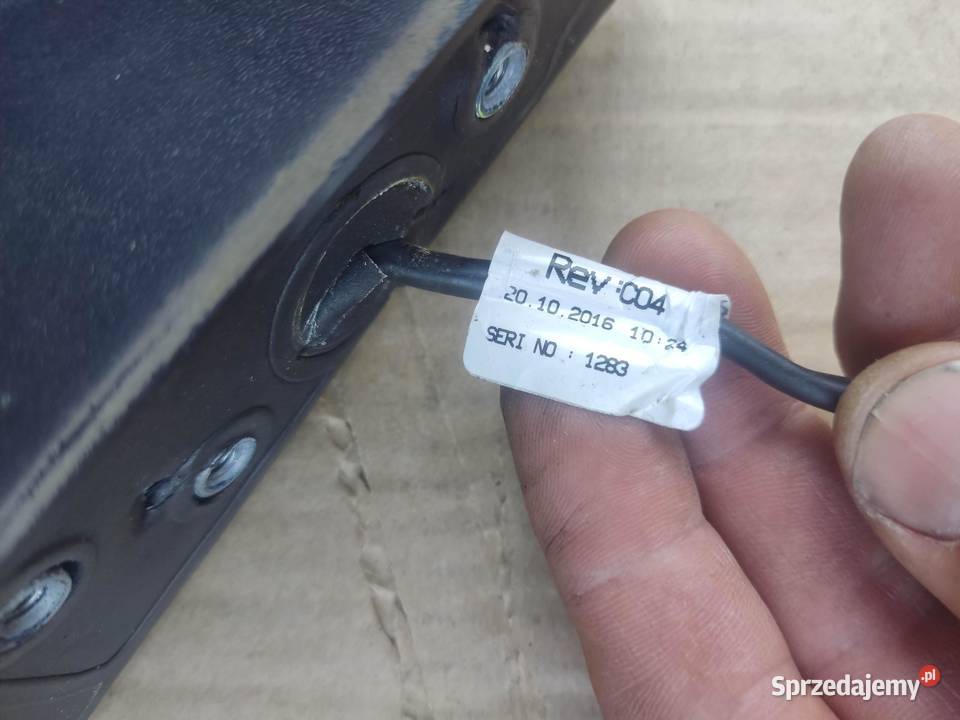 Rev:C04
20.10.2016 10:24
SERI NO : 1283
Sprzedajemy.pl